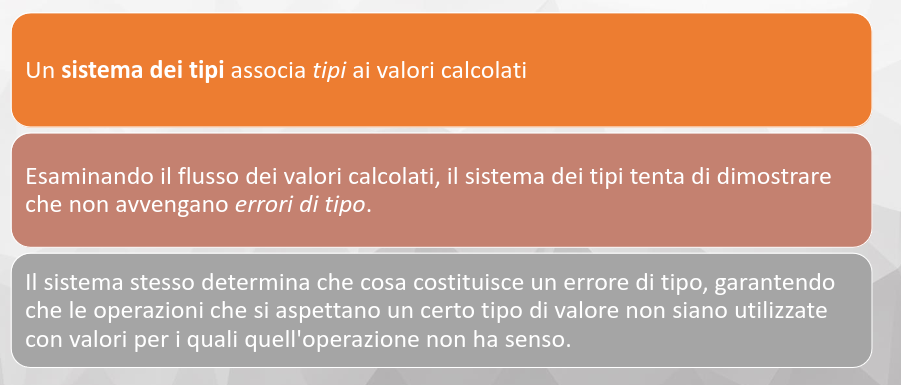 Un sistema dei tipi associa tipi ai valori calcolati
Esaminando il flusso dei valori calcolati, il sistema dei tipi tenta di dimostrare
che non avvengano errori di tipo.
Il sistema stesso determina che cosa costituisce un errore di tipo, garantendo
che le operazioni che si aspettano un certo tipo di valore non siano utilizzate
con valori per i quali quell'operazione non ha senso.